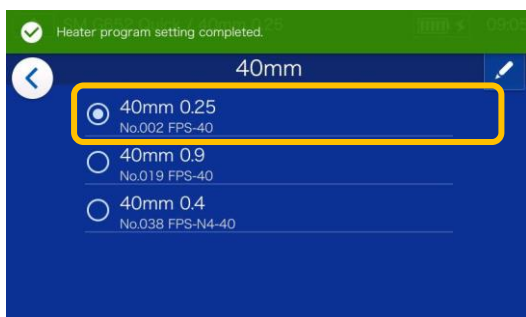 Heater program setting completed.
40mm
40mm 0.25
No.002 FPS-40
40mm 0.9
No.019 FPS-40
40mm 0.4
No.038 FPS-N4-40